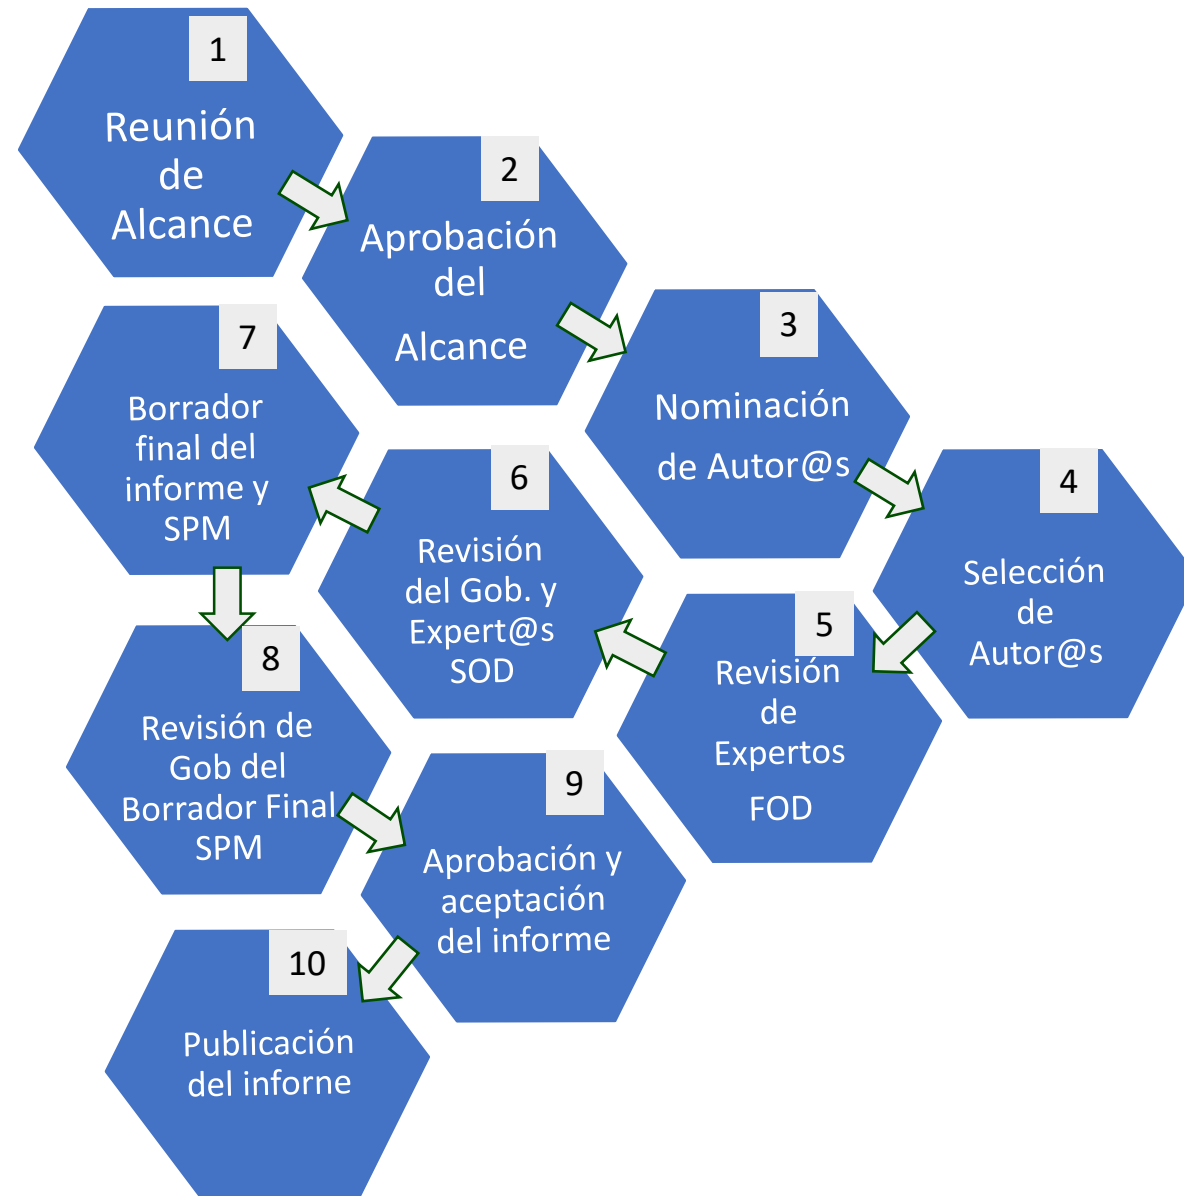 1
Reunión
de
Alcance
2
Aprobación
del
Alcance
3
Nominación
de Autor@s
4
Selección
de
Autor@s
5
Revisión
de
Expertos
FOD
6
Revisión
del Gob. y
Expert@s
SOD
7
Borrador
final del
informe y
SPM
8
Revisión de
Gob del
Borrador Final
SPM
9
Aprobación y
aceptación
del informe
10
Publicación
del inforne